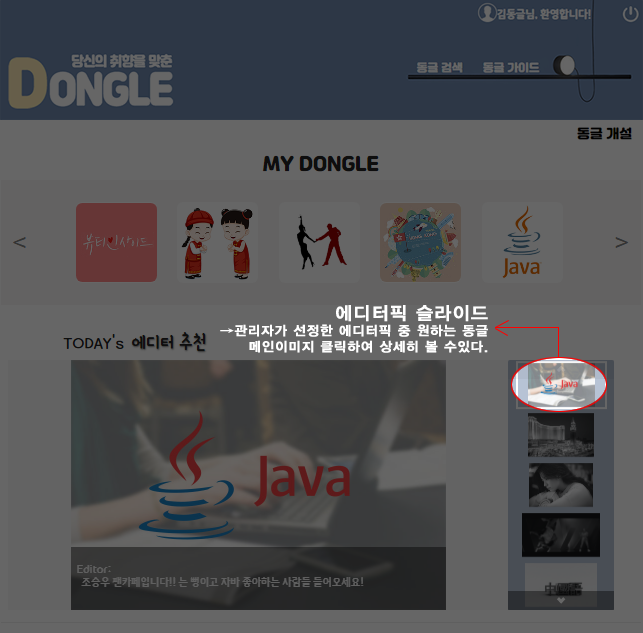 김동글님, 환영합니다!
당신의 취향을 맞춘
DONGLE
동글 검색 동글 가이드
동글 개설
MY DONGLE
< 뷰티인사이드 Java >
에디터픽 슬라이드
→관리자가 선정한 에디터픽 중 원하는 동글
메인이미지 클릭하여 상세히 볼 수있다.
TODAY's 에디터 추천
Java
Java
Editor:
조승우 팬카페입니다!! 는 뻥이고 자바 좋아하는 사람들 들어오세요!